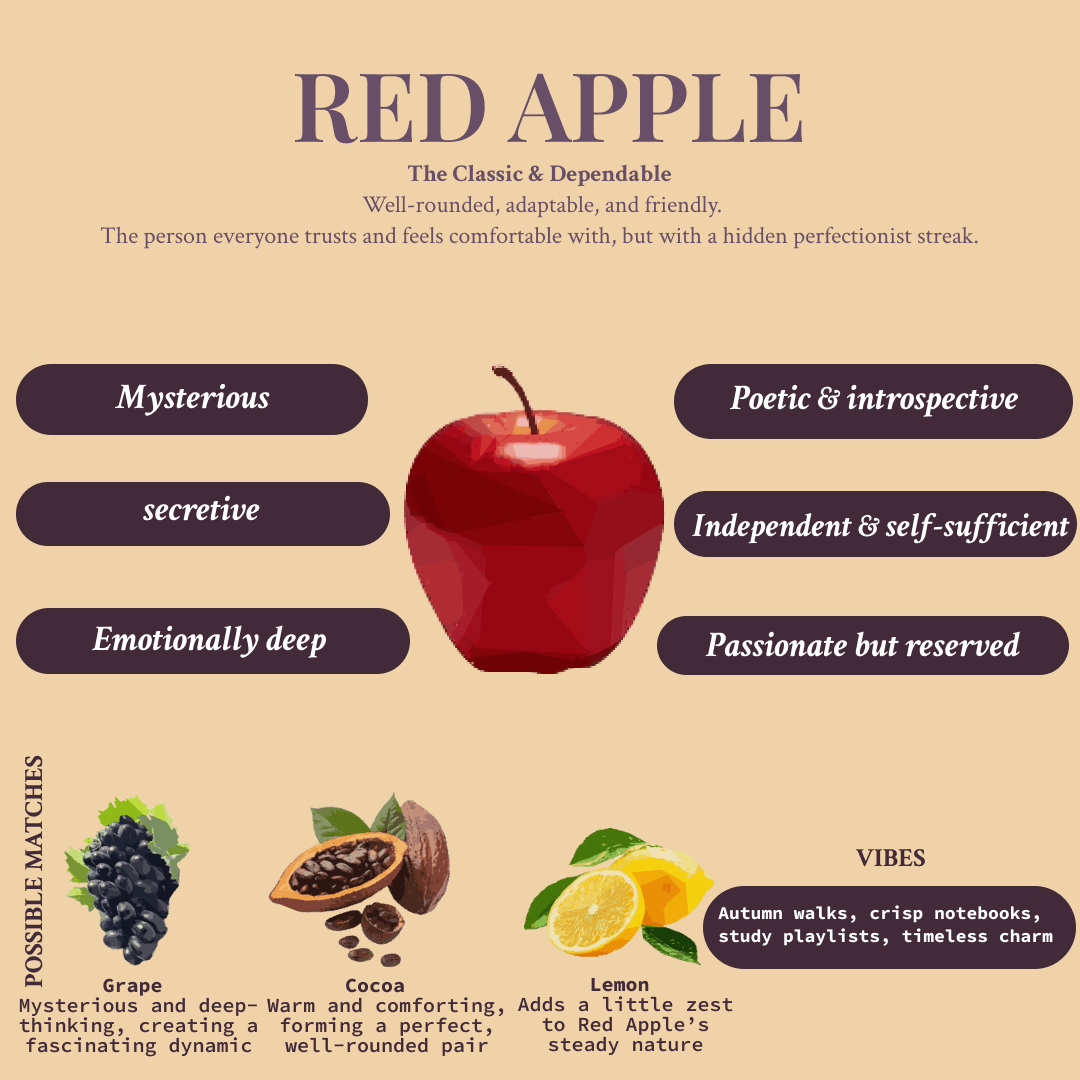 RED APPLE
The Classic & Dependable
Well-rounded, adaptable, and friendly.
The person everyone trusts and feels comfortable with, but with a hidden perfectionist streak.
Mysterious
secretive
Emotionally deep
Poetic & introspective
Independent & self-sufficient
Passionate but reserved
POSSIBLE MATCHES
Grape
Mysterious and deep-
thinking, creating a
fascinating dynamic
Cocoa
Warm and comforting,
forming a perfect,
well-rounded pair
Lemon
Adds a little zest
to Red Apple’s
steady nature
VIBES
Autumn walks, crisp notebooks,
study playlists, timeless charm